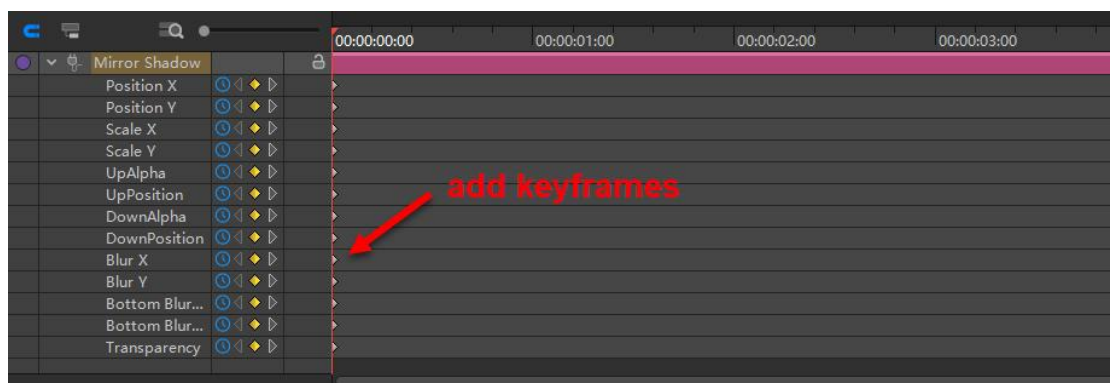 00:00:00:00 00:00:01:00 00:00:02:00 00:00:03:00
Mirror Shadow
Position X
Position Y
Scale X
Scale Y
UpAlpha
add keyframes
UpPosition
DownAlpha
DownPosition
Blur X
Blur Y
Bottom Blur...
Bottom Blur...
Transparency